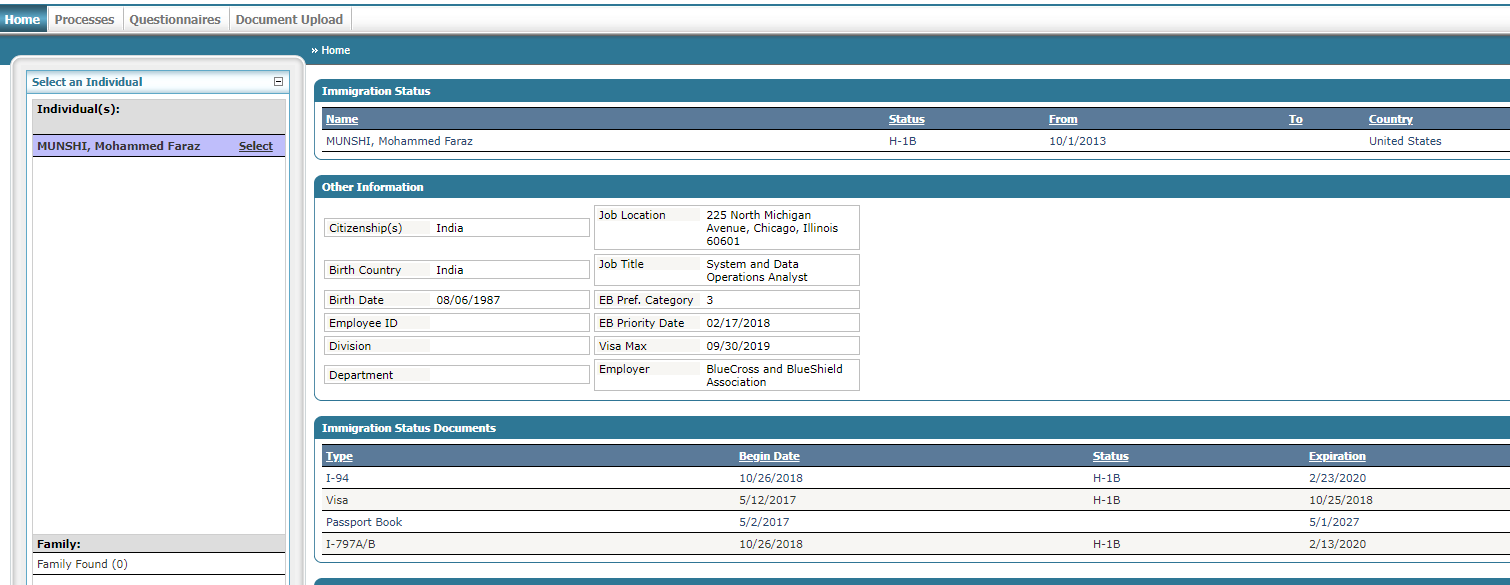 Home Processes Questionnaires Document Upload
» Home
Select an Individual
Individual(s):
MUNSHI, Mohammed Faraz Select
Family:
Family Found (0)
Immigration Status
Name Status From To Country
MUNSHI, Mohammed Faraz H-1B 10/1/2013 United States
Other Information
Citizenship(s) India
Birth Country India
Birth Date 08/06/1987
Employee ID
Division
Department
Job Location 225 North Michigan
Avenue, Chicago, Illinois
60601
Job Title System and Data
Operations Analyst
EB Pref. Category 3
EB Priority Date 02/17/2018
Visa Max 09/30/2019
Employer BlueCross and BlueShield
Association
Immigration Status Documents
Type Begin Date Status Expiration
I-94 10/26/2018 H-1B 2/23/2020
Visa 5/12/2017 H-1B 10/25/2018
Passport Book 5/2/2017 5/1/2027
I-797A/B 10/26/2018 H-1B 2/13/2020